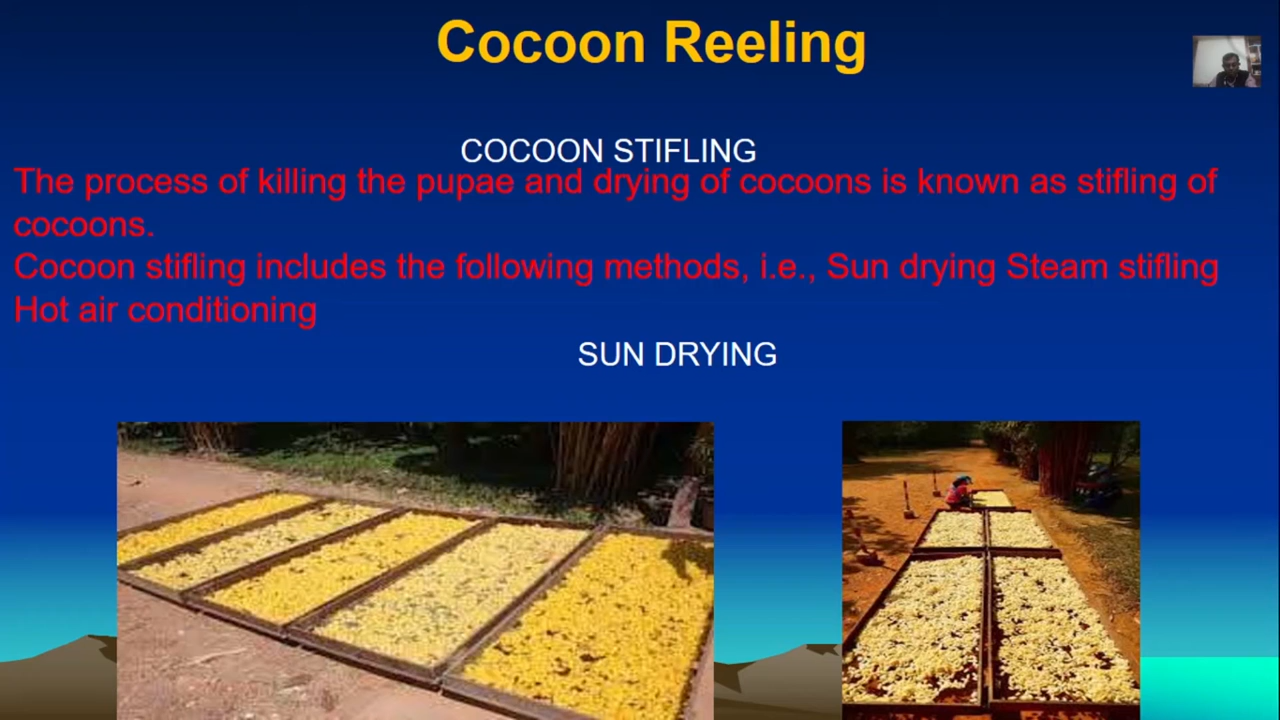 Cocoon Reeling
COCOON STIFLING
The process of killing the pupae and drying of cocoons is known as stifling of
cocoons.
Cocoon stifling includes the following methods, i.e., Sun drying Steam stifling
Hot air conditioning
SUN DRYING